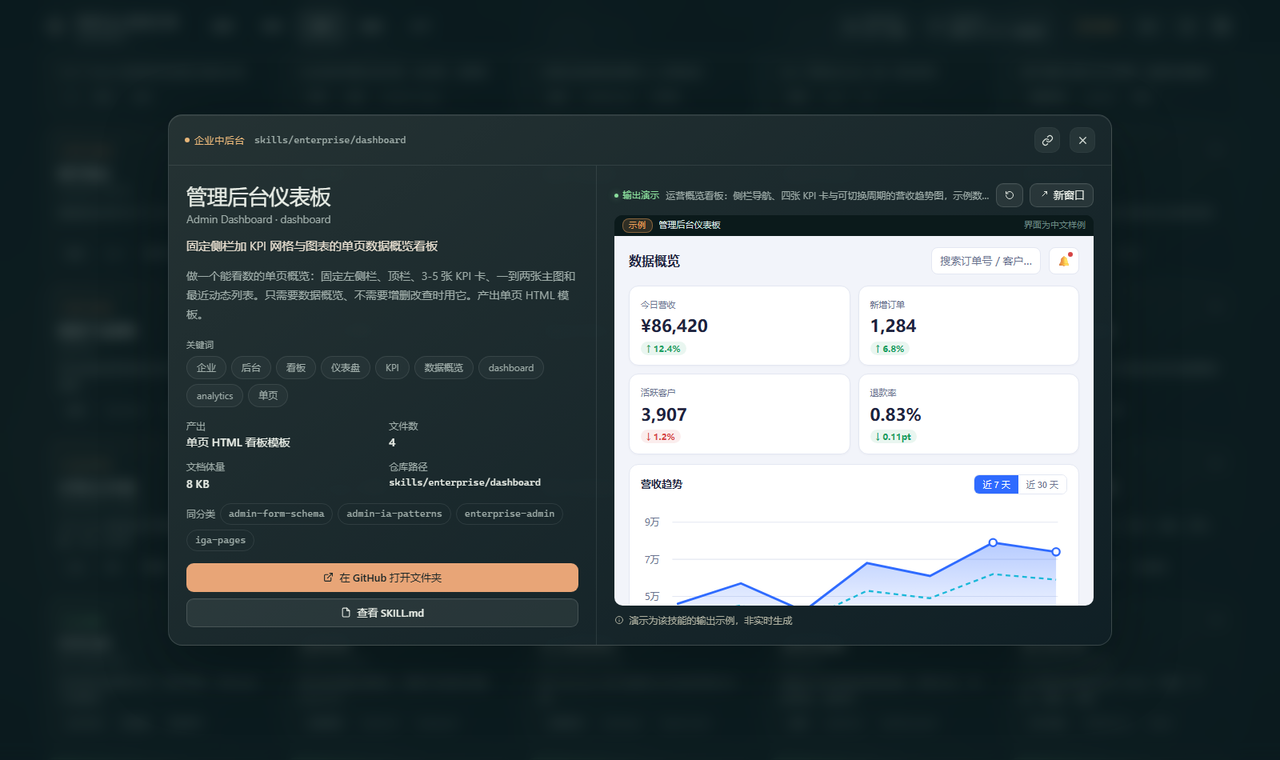 企业中后台 skills/enterprise/dashboard
管理后台仪表板
Admin Dashboard · dashboard
固定侧栏加 KPI 网格与图表的单页数据概览看板
做一个能看数的单页概览：固定左侧栏、顶栏、3-5 张 KPI 卡、一到两张主图和
最近动态列表。只需要数据概览、不需要增删改查时用它。产出单页 HTML 模
板。
关键词
企业 后台 看板 仪表盘 KPI 数据概览 dashboard
analytics 单页
产出 文件数
单页 HTML 看板模板 4
文档体量 仓库路径
8 KB skills/enterprise/dashboard
同分类 admin-form-schema admin-ia-patterns enterprise-admin
iga-pages
在 GitHub 打开文件夹
查看 SKILL.md
输出演示 运营概览看板：侧栏导航、四张 KPI 卡与可切换周期的营收趋势图，示例数... 新窗口
示例 管理后台仪表板 界面为中文样例
数据概览 搜索订单号 / 客户...
今日营收 新增订单
¥86,420 1,284
↑ 12.4% ↑ 6.8%
活跃客户 退款率
3,907 0.83%
↓ 1.2% ↓ 0.11pt
营收趋势 近 7 天 近 30 天
9万
7万
5万
演示为该技能的输出示例，非实时生成